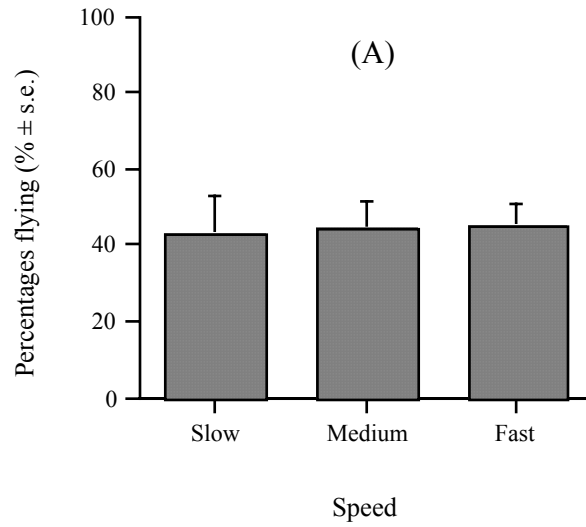 (A)
Percentages flying (% ± s.e.)
100
80
60
40
20
0
Slow Medium Fast
Speed